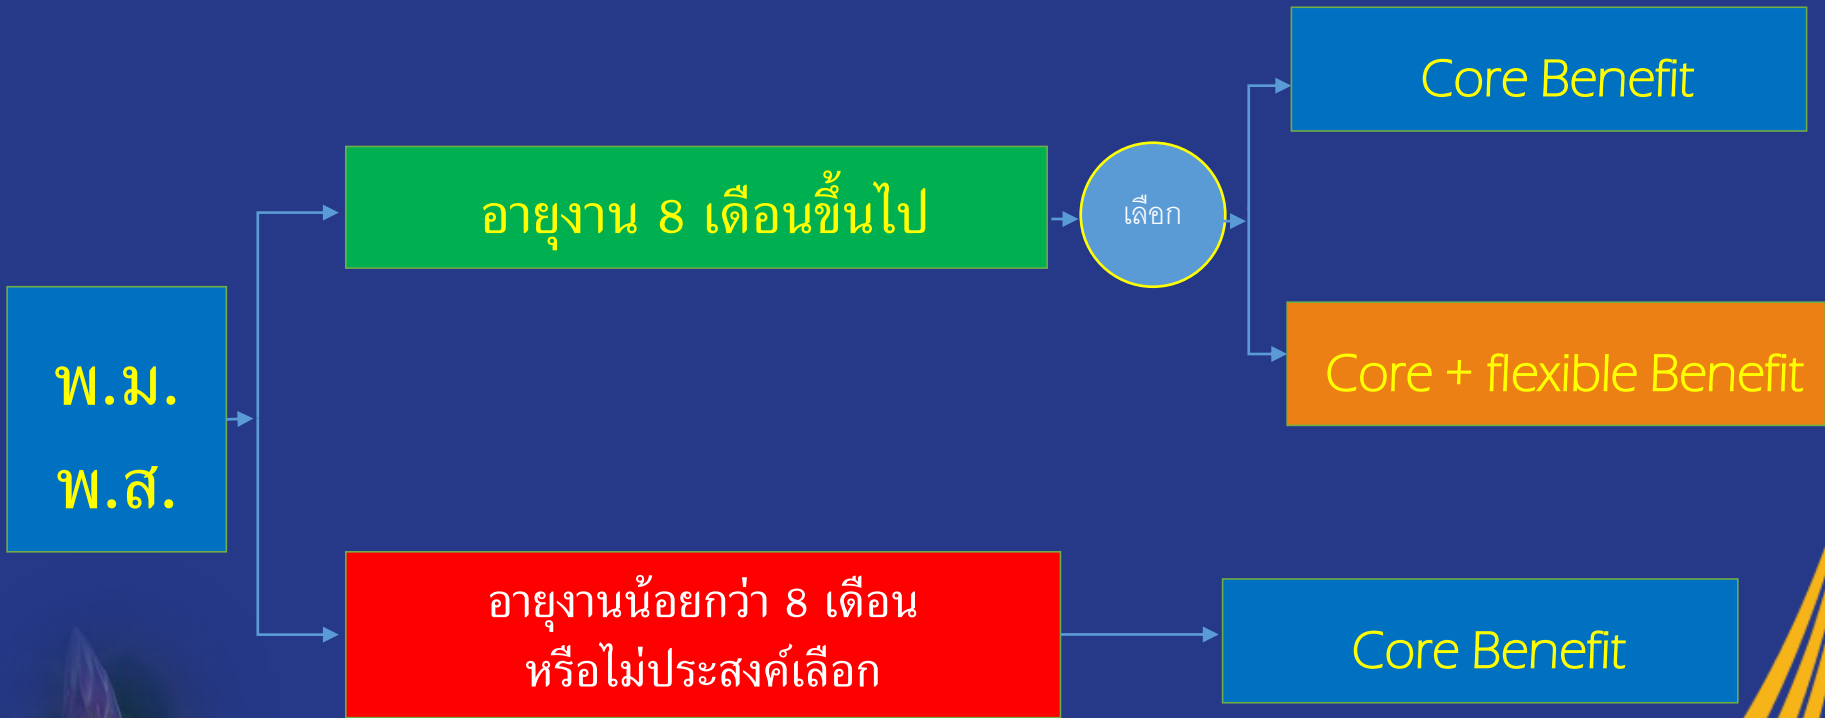 พ.ม.
พ.ส.
อายุงาน 8 เดือนขึ้นไป
เลือก
Core Benefit
Core + flexible Benefit
อายุงานน้อยกว่า 8 เดือน
หรือไม่ประสงค์เลือก
Core Benefit